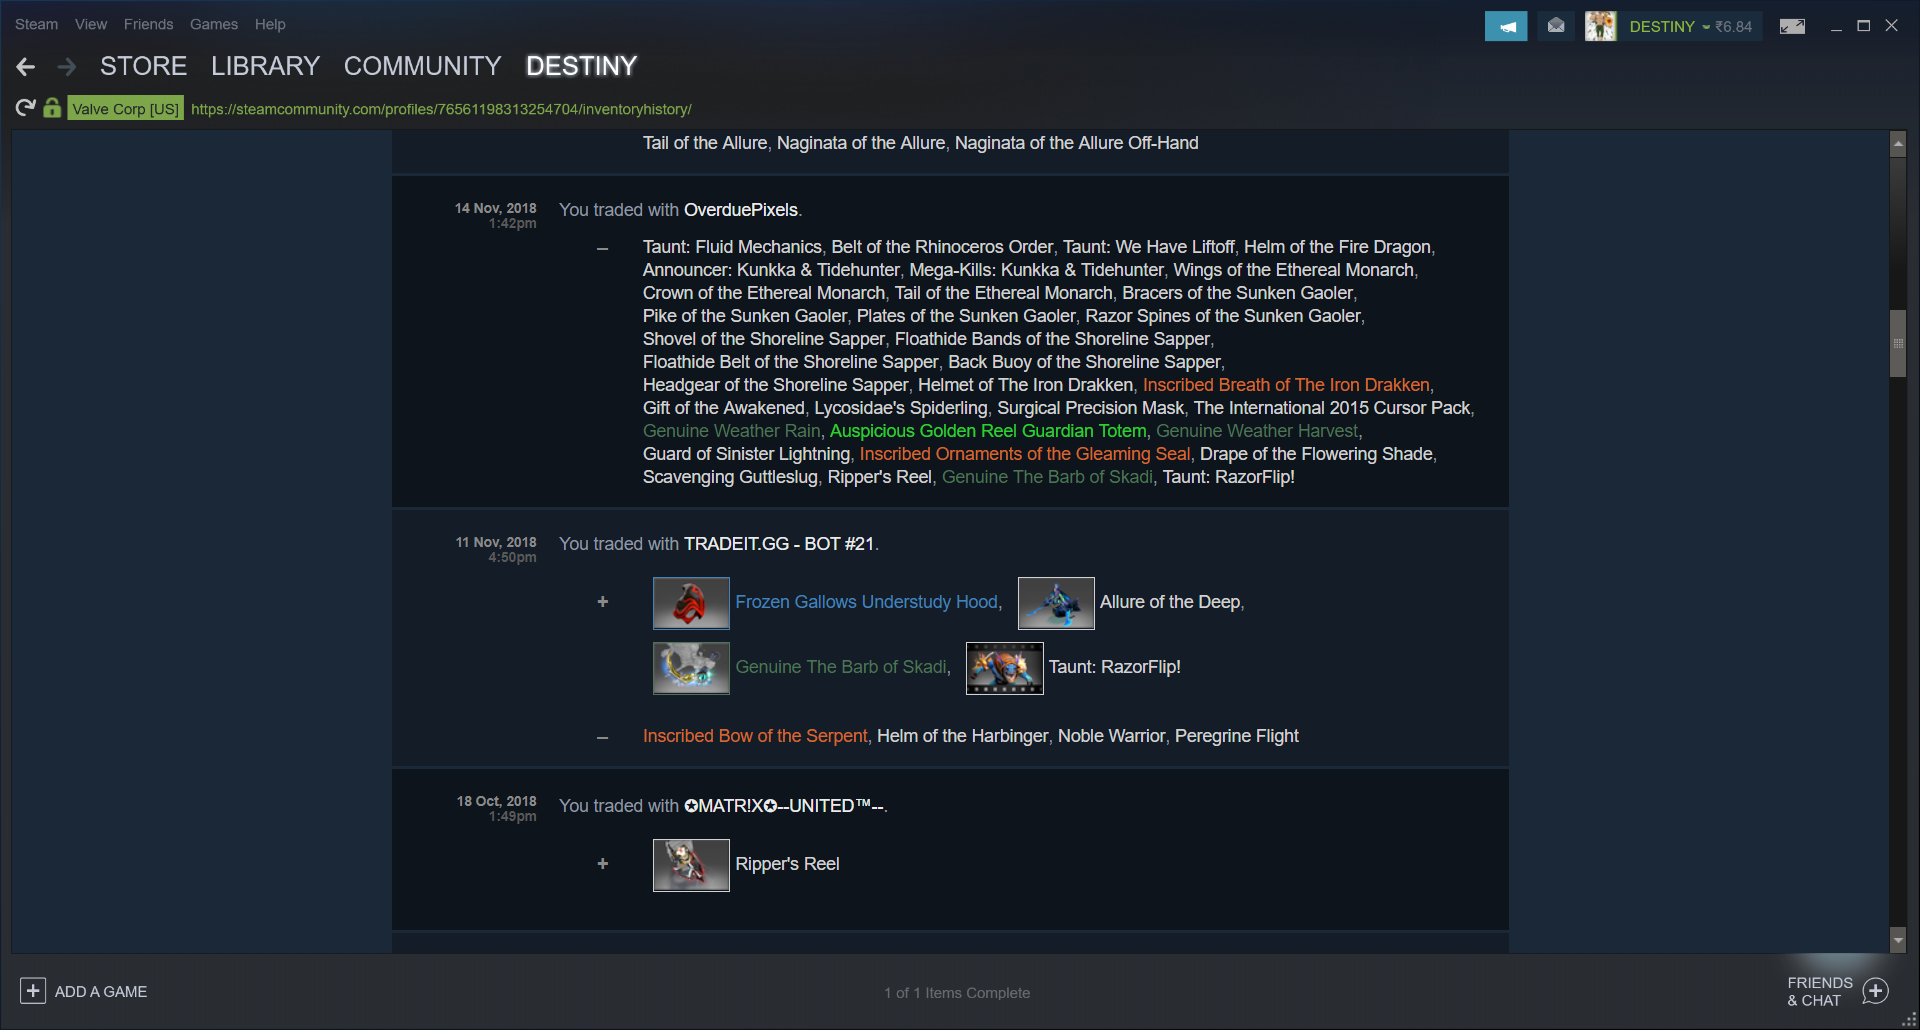 Steam View Friends Games Help
DESTINY ₹6.84
STORE LIBRARY COMMUNITY DESTINY
Valve Corp [US] https://steamcommunity.com/profiles/76561198313254704/inventoryhistory/
Tail of the Allure, Naginata of the Allure, Naginata of the Allure Off-Hand
14 Nov, 2018
1:42pm
You traded with OverduePixels.
– Taunt: Fluid Mechanics, Belt of the Rhinoceros Order, Taunt: We Have Liftoff, Helm of the Fire Dragon,
Announcer: Kunkka & Tidehunter, Mega-Kills: Kunkka & Tidehunter, Wings of the Ethereal Monarch,
Crown of the Ethereal Monarch, Tail of the Ethereal Monarch, Bracers of the Sunken Gaoler,
Pike of the Sunken Gaoler, Plates of the Sunken Gaoler, Razor Spines of the Sunken Gaoler,
Shovel of the Shoreline Sapper, Floathide Bands of the Shoreline Sapper,
Floathide Belt of the Shoreline Sapper, Back Buoy of the Shoreline Sapper,
Headgear of the Shoreline Sapper, Helmet of The Iron Drakken, Inscribed Breath of The Iron Drakken,
Gift of the Awakened, Lycosidae's Spiderling, Surgical Precision Mask, The International 2015 Cursor Pack,
Genuine Weather Rain, Auspicious Golden Reel Guardian Totem, Genuine Weather Harvest,
Guard of Sinister Lightning, Inscribed Ornaments of the Gleaming Seal, Drape of the Flowering Shade,
Scavenging Guttleslug, Ripper's Reel, Genuine The Barb of Skadi, Taunt: RazorFlip!
11 Nov, 2018
4:50pm
You traded with TRADEIT.GG - BOT #21.
+ Frozen Gallows Understudy Hood, Allure of the Deep,
Genuine The Barb of Skadi, Taunt: RazorFlip!
– Inscribed Bow of the Serpent, Helm of the Harbinger, Noble Warrior, Peregrine Flight
18 Oct, 2018
1:49pm
You traded with ✪MATR!X✪--UNITED™--.
+ Ripper's Reel
ADD A GAME
1 of 1 Items Complete
FRIENDS
& CHAT